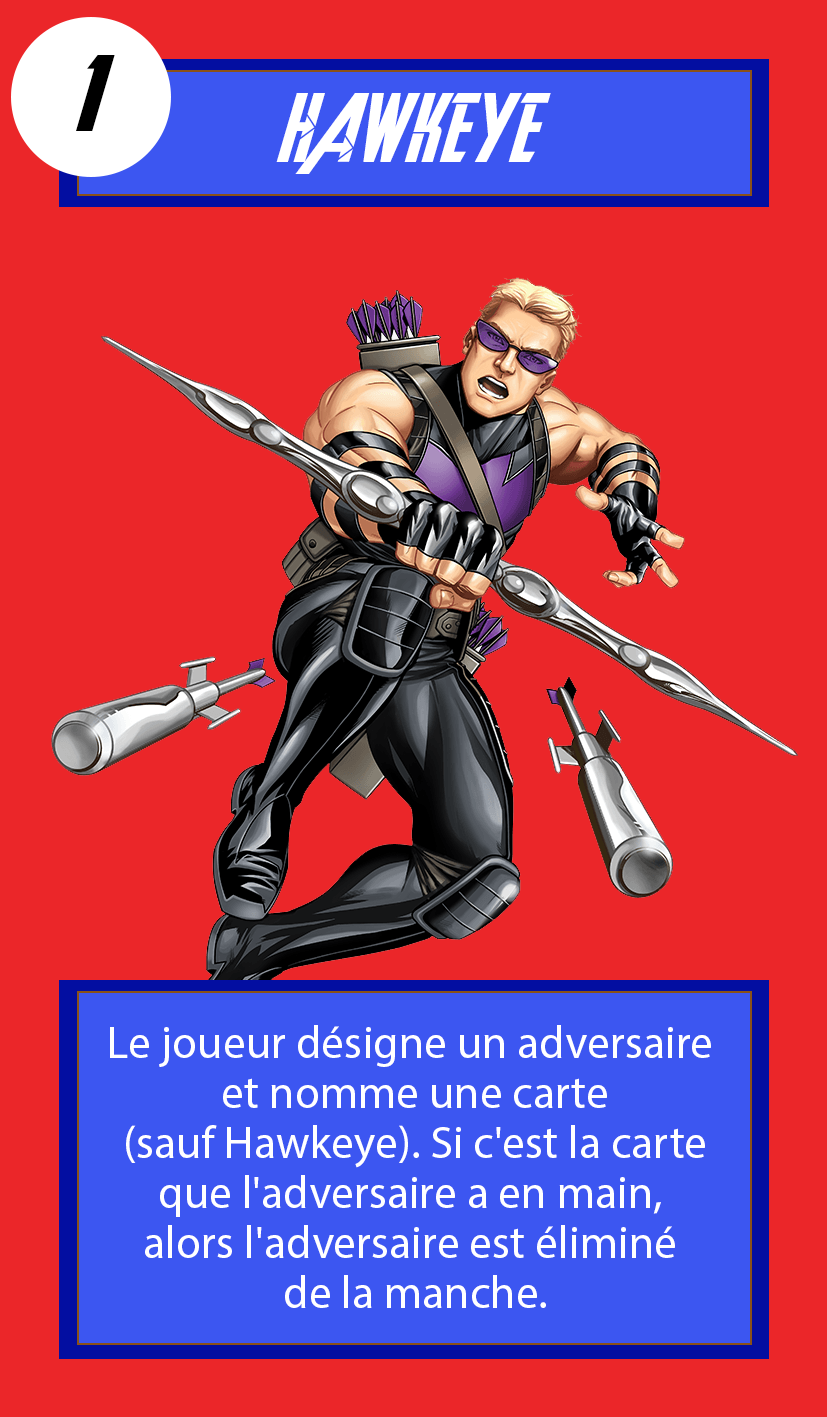 1
HAWKEYE
Le joueur désigne un adversaire
et nomme une carte
(sauf Hawkeye). Si c'est la carte
que l'adversaire a en main,
alors l'adversaire est éliminé
de la manche.